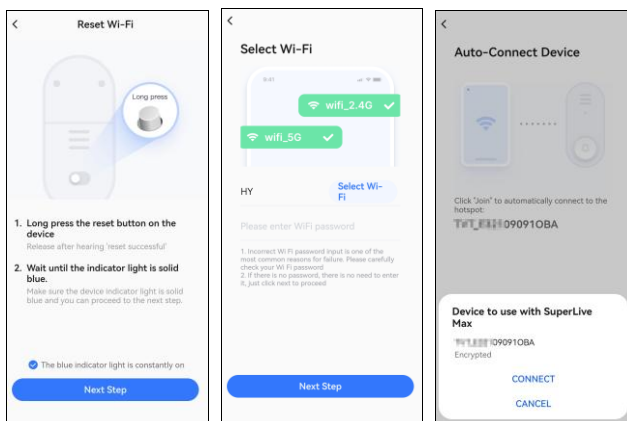 Reset Wi-Fi
Long press
1. Long press the reset button on the
device
Release after hearing 'reset successful'
2. Wait until the indicator light is solid
blue.
Make sure the device indicator light is solid
blue and you can proceed to the next step.
The blue indicator light is constantly on
Next Step
Select Wi-Fi
9:41
wifi_2.4G
wifi_5G
HY
Select Wi-
Fi
Please enter WiFi password
1. Incorrect Wi Fi password input is one of the
most common reasons for failure. Please carefully
check your Wi Fi password
2. If there is no password, there is no need to enter
it, just click next to proceed
Next Step
Auto-Connect Device
Click "Join" to automatically connect to the
hotspot:
09091OBA
Device to use with SuperLive
Max
09091OBA
Encrypted
CONNECT
CANCEL